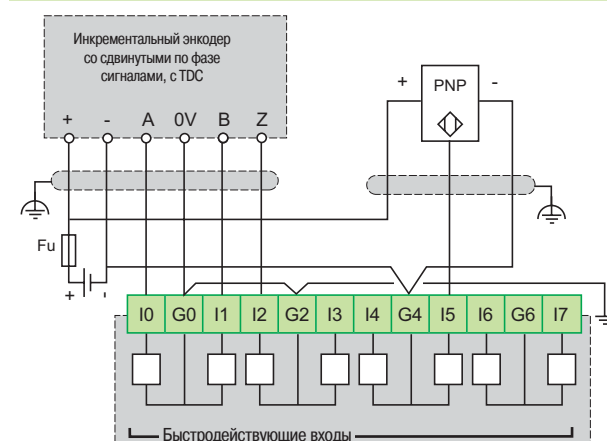 Инкрементальный энкодер
со сдвинутыми по фазе
сигналами, с TDC
+ - A 0V B Z
+ PNP -
Fu
+ -
I0 G0 I1 I2 G2 I3 I4 G4 I5 I6 G6 I7
Быстродействующие входы